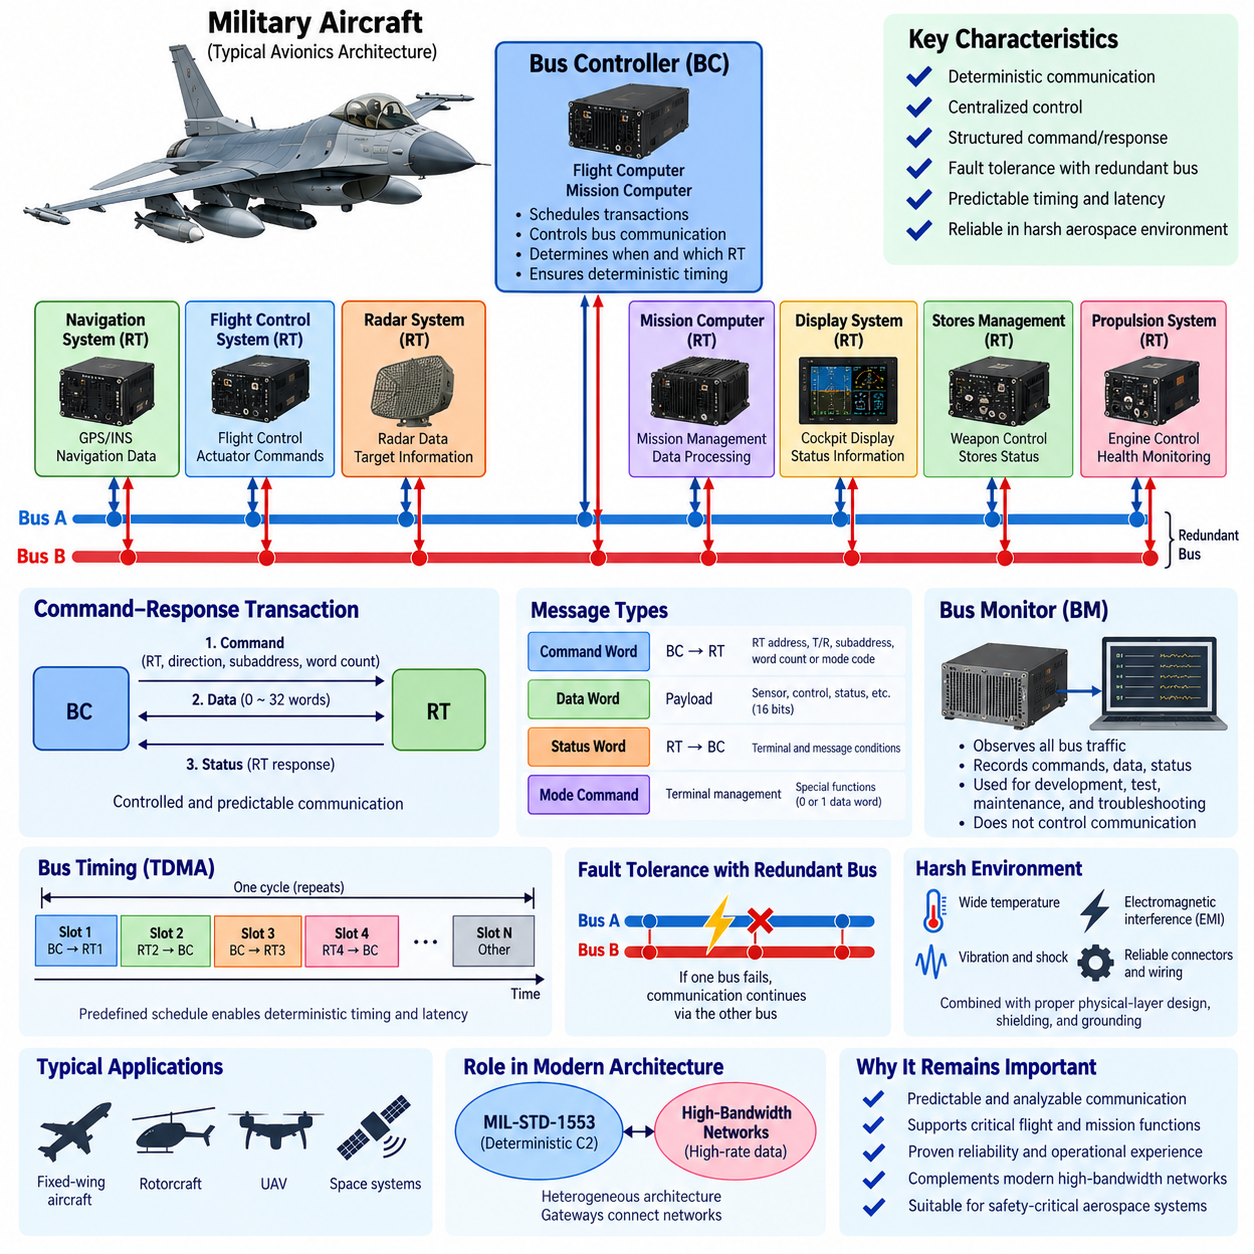 Military Aircraft
(Typical Avionics Architecture)
Bus Controller (BC)
Flight Computer
Mission Computer
• Schedules transactions
• Controls bus communication
• Determines when and which RT
• Ensures deterministic timing
Key Characteristics
Deterministic communication
Centralized control
Structured command/response
Fault tolerance with redundant bus
Predictable timing and latency
Reliable in harsh aerospace environment
Navigation
System (RT)
GPS/INS
Navigation Data
Flight Control
System (RT)
Flight Control
Actuator Commands
Radar System
(RT)
Radar Data
Target Information
Mission Computer
(RT)
Mission Management
Data Processing
Display System
(RT)
Cockpit Display
Status Information
Stores Management
(RT)
Weapon Control
Stores Status
Propulsion System
(RT)
Engine Control
Health Monitoring
Bus A
Bus B
Redundant
Bus
Command–Response Transaction
1. Command
(RT, direction, subaddress, word count)
BC
2. Data (0 ~ 32 words)
RT
3. Status (RT response)
Controlled and predictable communication
Message Types
Command Word
BC → RT
RT address, T/R, subaddress,
word count or mode code
Data Word
Payload
Sensor, control, status, etc.
(16 bits)
Status Word
RT → BC
Terminal and message conditions
Mode Command
Terminal management
Special functions
(0 or 1 data word)
Bus Monitor (BM)
• Observes all bus traffic
• Records commands, data, status
• Used for development, test,
maintenance, and troubleshooting
• Does not control communication
Bus Timing (TDMA)
One cycle (repeats)
Slot 1
BC → RT1
Slot 2
RT2 → BC
Slot 3
BC → RT3
Slot 4
RT4 → BC
...
Slot N
Other
Time
Predefined schedule enables deterministic timing and latency
Fault Tolerance with Redundant Bus
Bus A
Bus B
If one bus fails,
communication continues
via the other bus
Harsh Environment
Wide temperature
Electromagnetic
interference (EMI)
Vibration and shock
Reliable connectors
and wiring
Combined with proper physical-layer design,
shielding, and grounding
Typical Applications
Fixed-wing
aircraft
Rotorcraft
UAV
Space systems
Role in Modern Architecture
MIL-STD-1553
(Deterministic C2)
High-Bandwidth
Networks
(High-rate data)
Heterogeneous architecture
Gateways connect networks
Why It Remains Important
Predictable and analyzable communication
Supports critical flight and mission functions
Proven reliability and operational experience
Complements modern high-bandwidth networks
Suitable for safety-critical aerospace systems